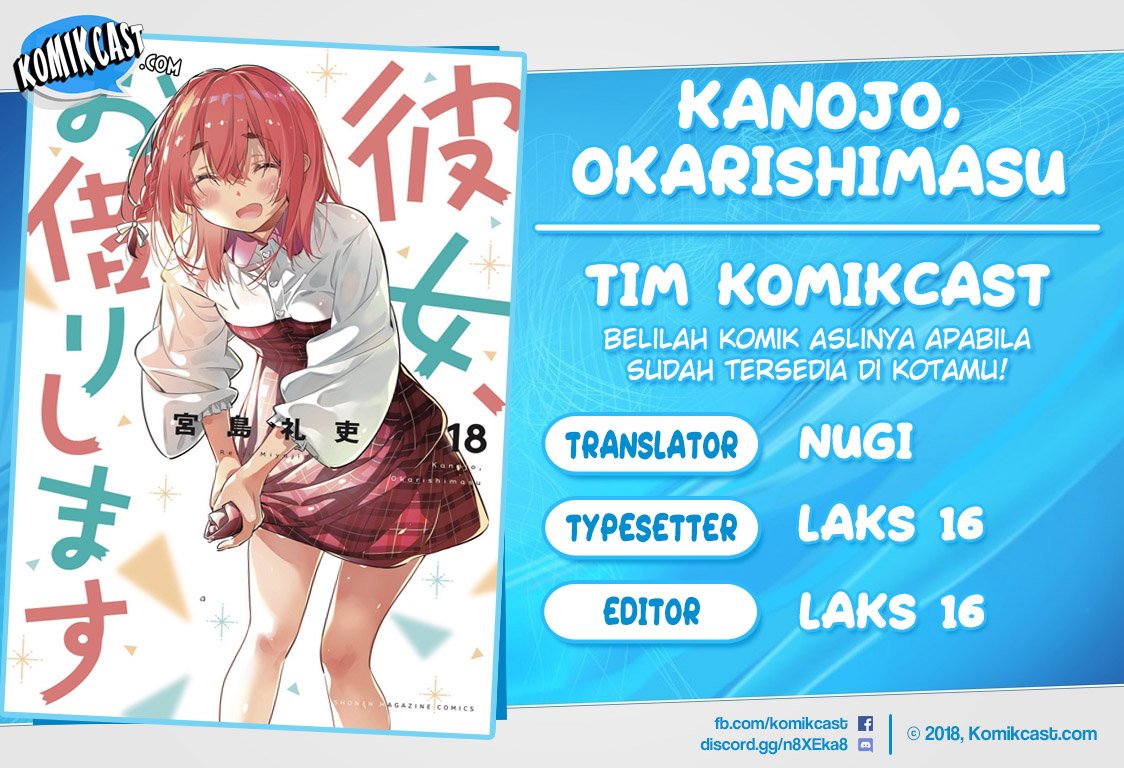 KOMIKCAST
.COM
彼女、
お借りします
宮島礼吏
Reiji Miyajima
18
Kanojo,
Okarishimasu
SHONEN MAGAZINE COMICS
KANOJO,
OKARISHIMASU
TIM KOMIKCAST
BELILAH KOMIK ASLINYA APABILA
SUDAH TERSEDIA DI KOTAMU!
TRANSLATOR NUGI
TYPESETTER LAKS 16
EDITOR LAKS 16
fb.com/komikcast
discord.gg/n8XEka8
© 2018, Komikcast.com